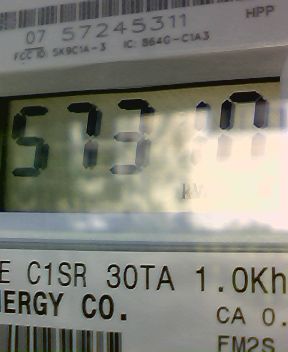 HPP
07 57245311
FCC ID: SK9C1A-3 IC: 864G-C1A3
573
E C1SR 30TA 1.0Kh
NERGY CO.
CA 0.
FM2S